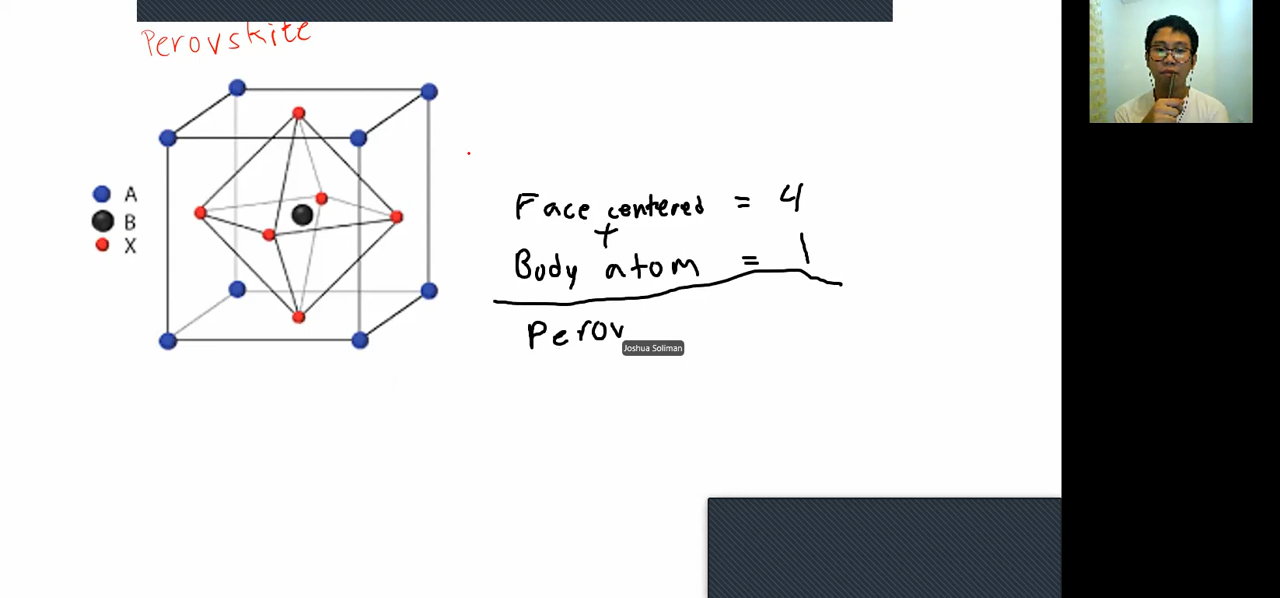 Perovskite
A
B
X
Face centered = 4
+
Body atom = 1
Perov
Joshua Soliman